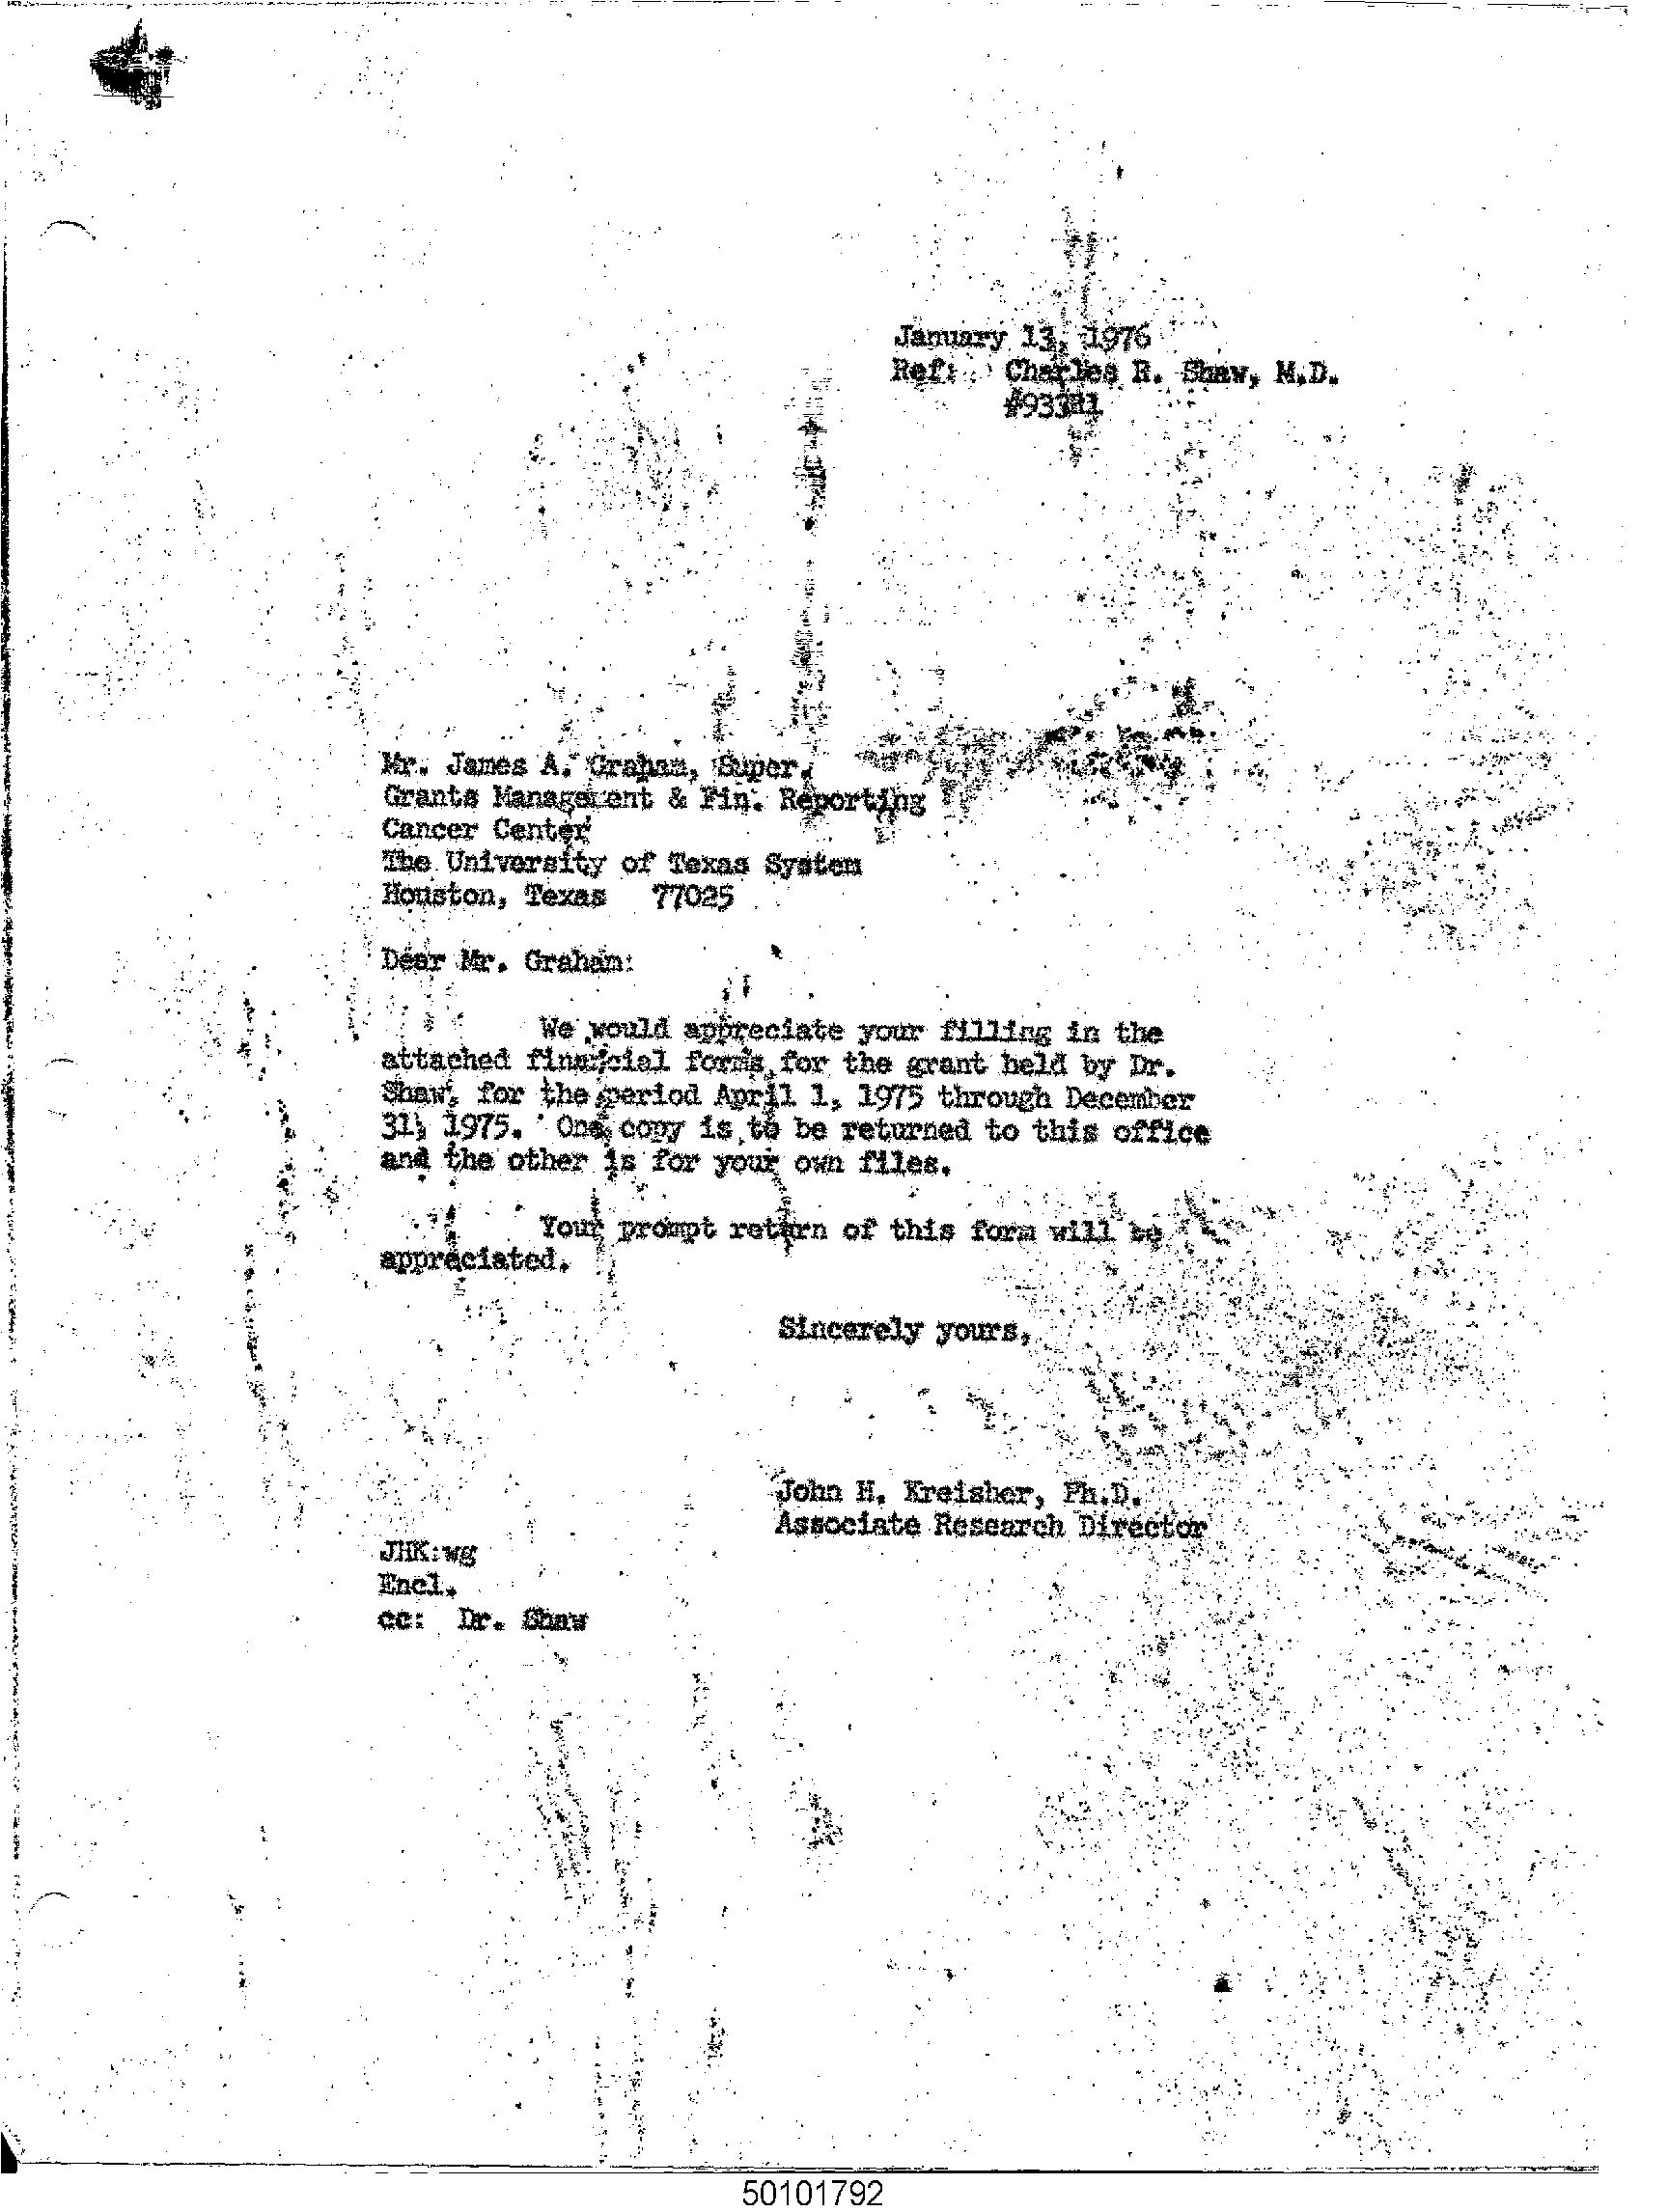 January 13, 1976
Ref: Charles R. Shaw, M.D.
Mr. James A. Graham, Super.
Grants Management & Fin. Reporting
Cancer Center
The University of Texas System
Houston, Texas 77025
Dear Mr. Graham:
We would appreciate your filling in the
attached financial forms for the grant held by Dr.
Shaw, for the period April 1, 1975 through December
31, 1975. One copy is to be returned to this office
and the other is for your own files.
Your prompt return of this form will be
appreciated.
Sincerely yours,
John H. Kreisher, Ph.D.
Associate Research Director
JHK:wg
Encl.
cc: Dr. Shaw
50101792